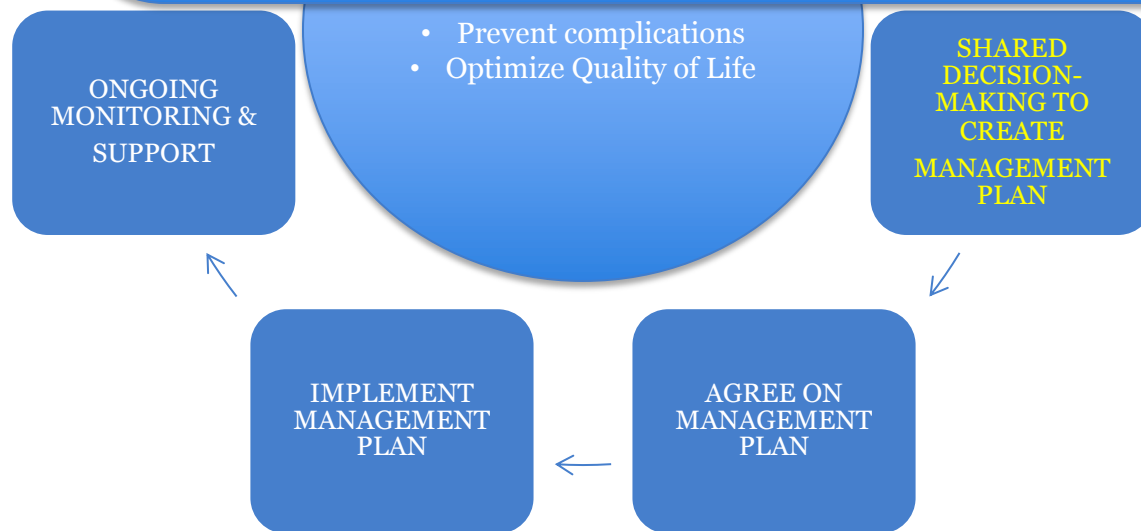 • Prevent complications
• Optimize Quality of Life
ONGOING
MONITORING &
SUPPORT
SHARED
DECISION-
MAKING TO
CREATE
MANAGEMENT
PLAN
IMPLEMENT
MANAGEMENT
PLAN
AGREE ON
MANAGEMENT
PLAN